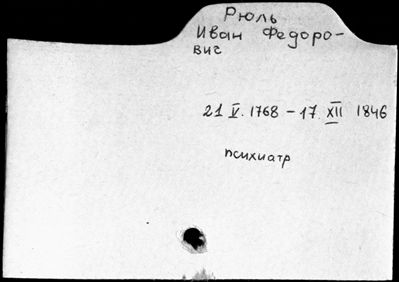 Рюль
Иван Федоро-
вич
21 V. 1768 – 17. XII 1846
психиатр